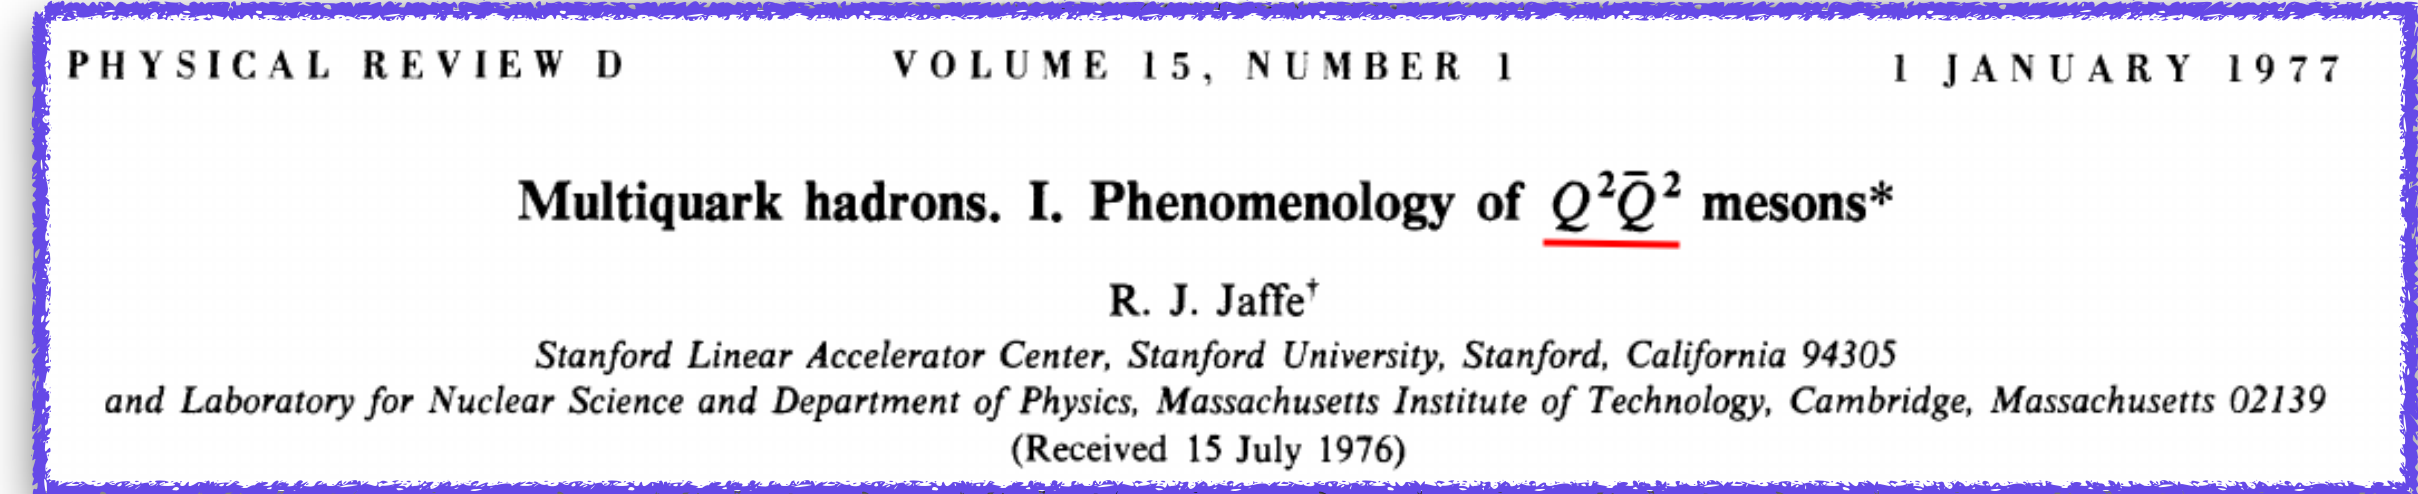 PHYSICAL REVIEW D VOLUME 15, NUMBER 1 1 JANUARY 1977
Multiquark hadrons. I. Phenomenology of Q²Q̄² mesons*
R. J. Jaffe†
Stanford Linear Accelerator Center, Stanford University, Stanford, California 94305
and Laboratory for Nuclear Science and Department of Physics, Massachusetts Institute of Technology, Cambridge, Massachusetts 02139
(Received 15 July 1976)